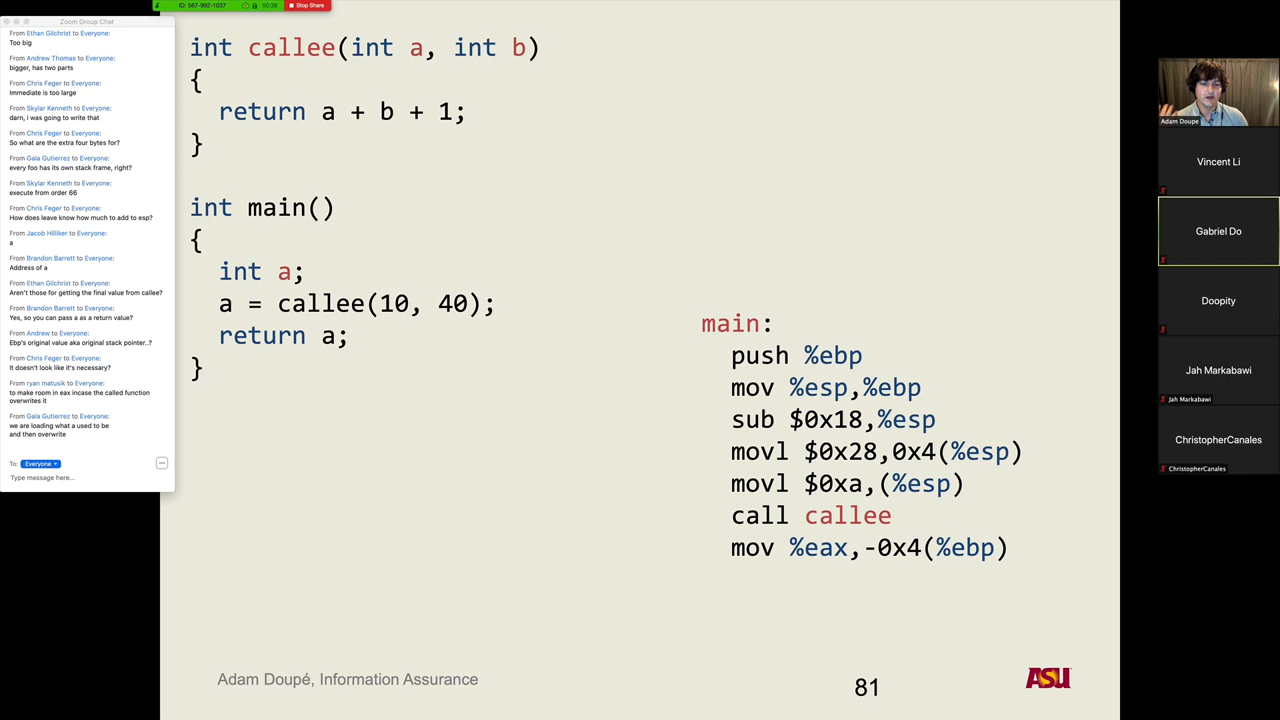 ID: 567-992-1037
50:38
Stop Share
Zoom Group Chat
From Ethan Gilchrist to Everyone:
Too big
From Andrew Thomas to Everyone:
bigger, has two parts
From Chris Feger to Everyone:
Immediate is too large
From Skylar Kenneth to Everyone:
darn, i was going to write that
From Chris Feger to Everyone:
So what are the extra four bytes for?
From Gala Gutierrez to Everyone:
every foo has its own stack frame, right?
From Skylar Kenneth to Everyone:
execute from order 66
From Chris Feger to Everyone:
How does leave know how much to add to esp?
From Jacob Hilliker to Everyone:
a
From Brandon Barrett to Everyone:
Address of a
From Ethan Gilchrist to Everyone:
Aren't those for getting the final value from callee?
From Brandon Barrett to Everyone:
Yes, so you can pass a as a return value?
From Andrew to Everyone:
Ebp's original value aka original stack pointer..?
From Chris Feger to Everyone:
It doesn't look like it's necessary?
From ryan matusik to Everyone:
to make room in eax incase the called function
overwrites it
From Gala Gutierrez to Everyone:
we are loading what a used to be
and then overwrite
To: Everyone
Type message here...
int callee(int a, int b)
{
return a + b + 1;
}
int main()
{
int a;
a = callee(10, 40);
return a;
}
main:
push %ebp
mov %esp,%ebp
sub $0x18,%esp
movl $0x28,0x4(%esp)
movl $0xa,(%esp)
call callee
mov %eax,-0x4(%ebp)
Adam Doupé, Information Assurance
81
ASU
Adam Doupe
Vincent Li
Gabriel Do
Doopity
Jah Markabawi
Jah Markabawi
ChristopherCanales
ChristopherCanales